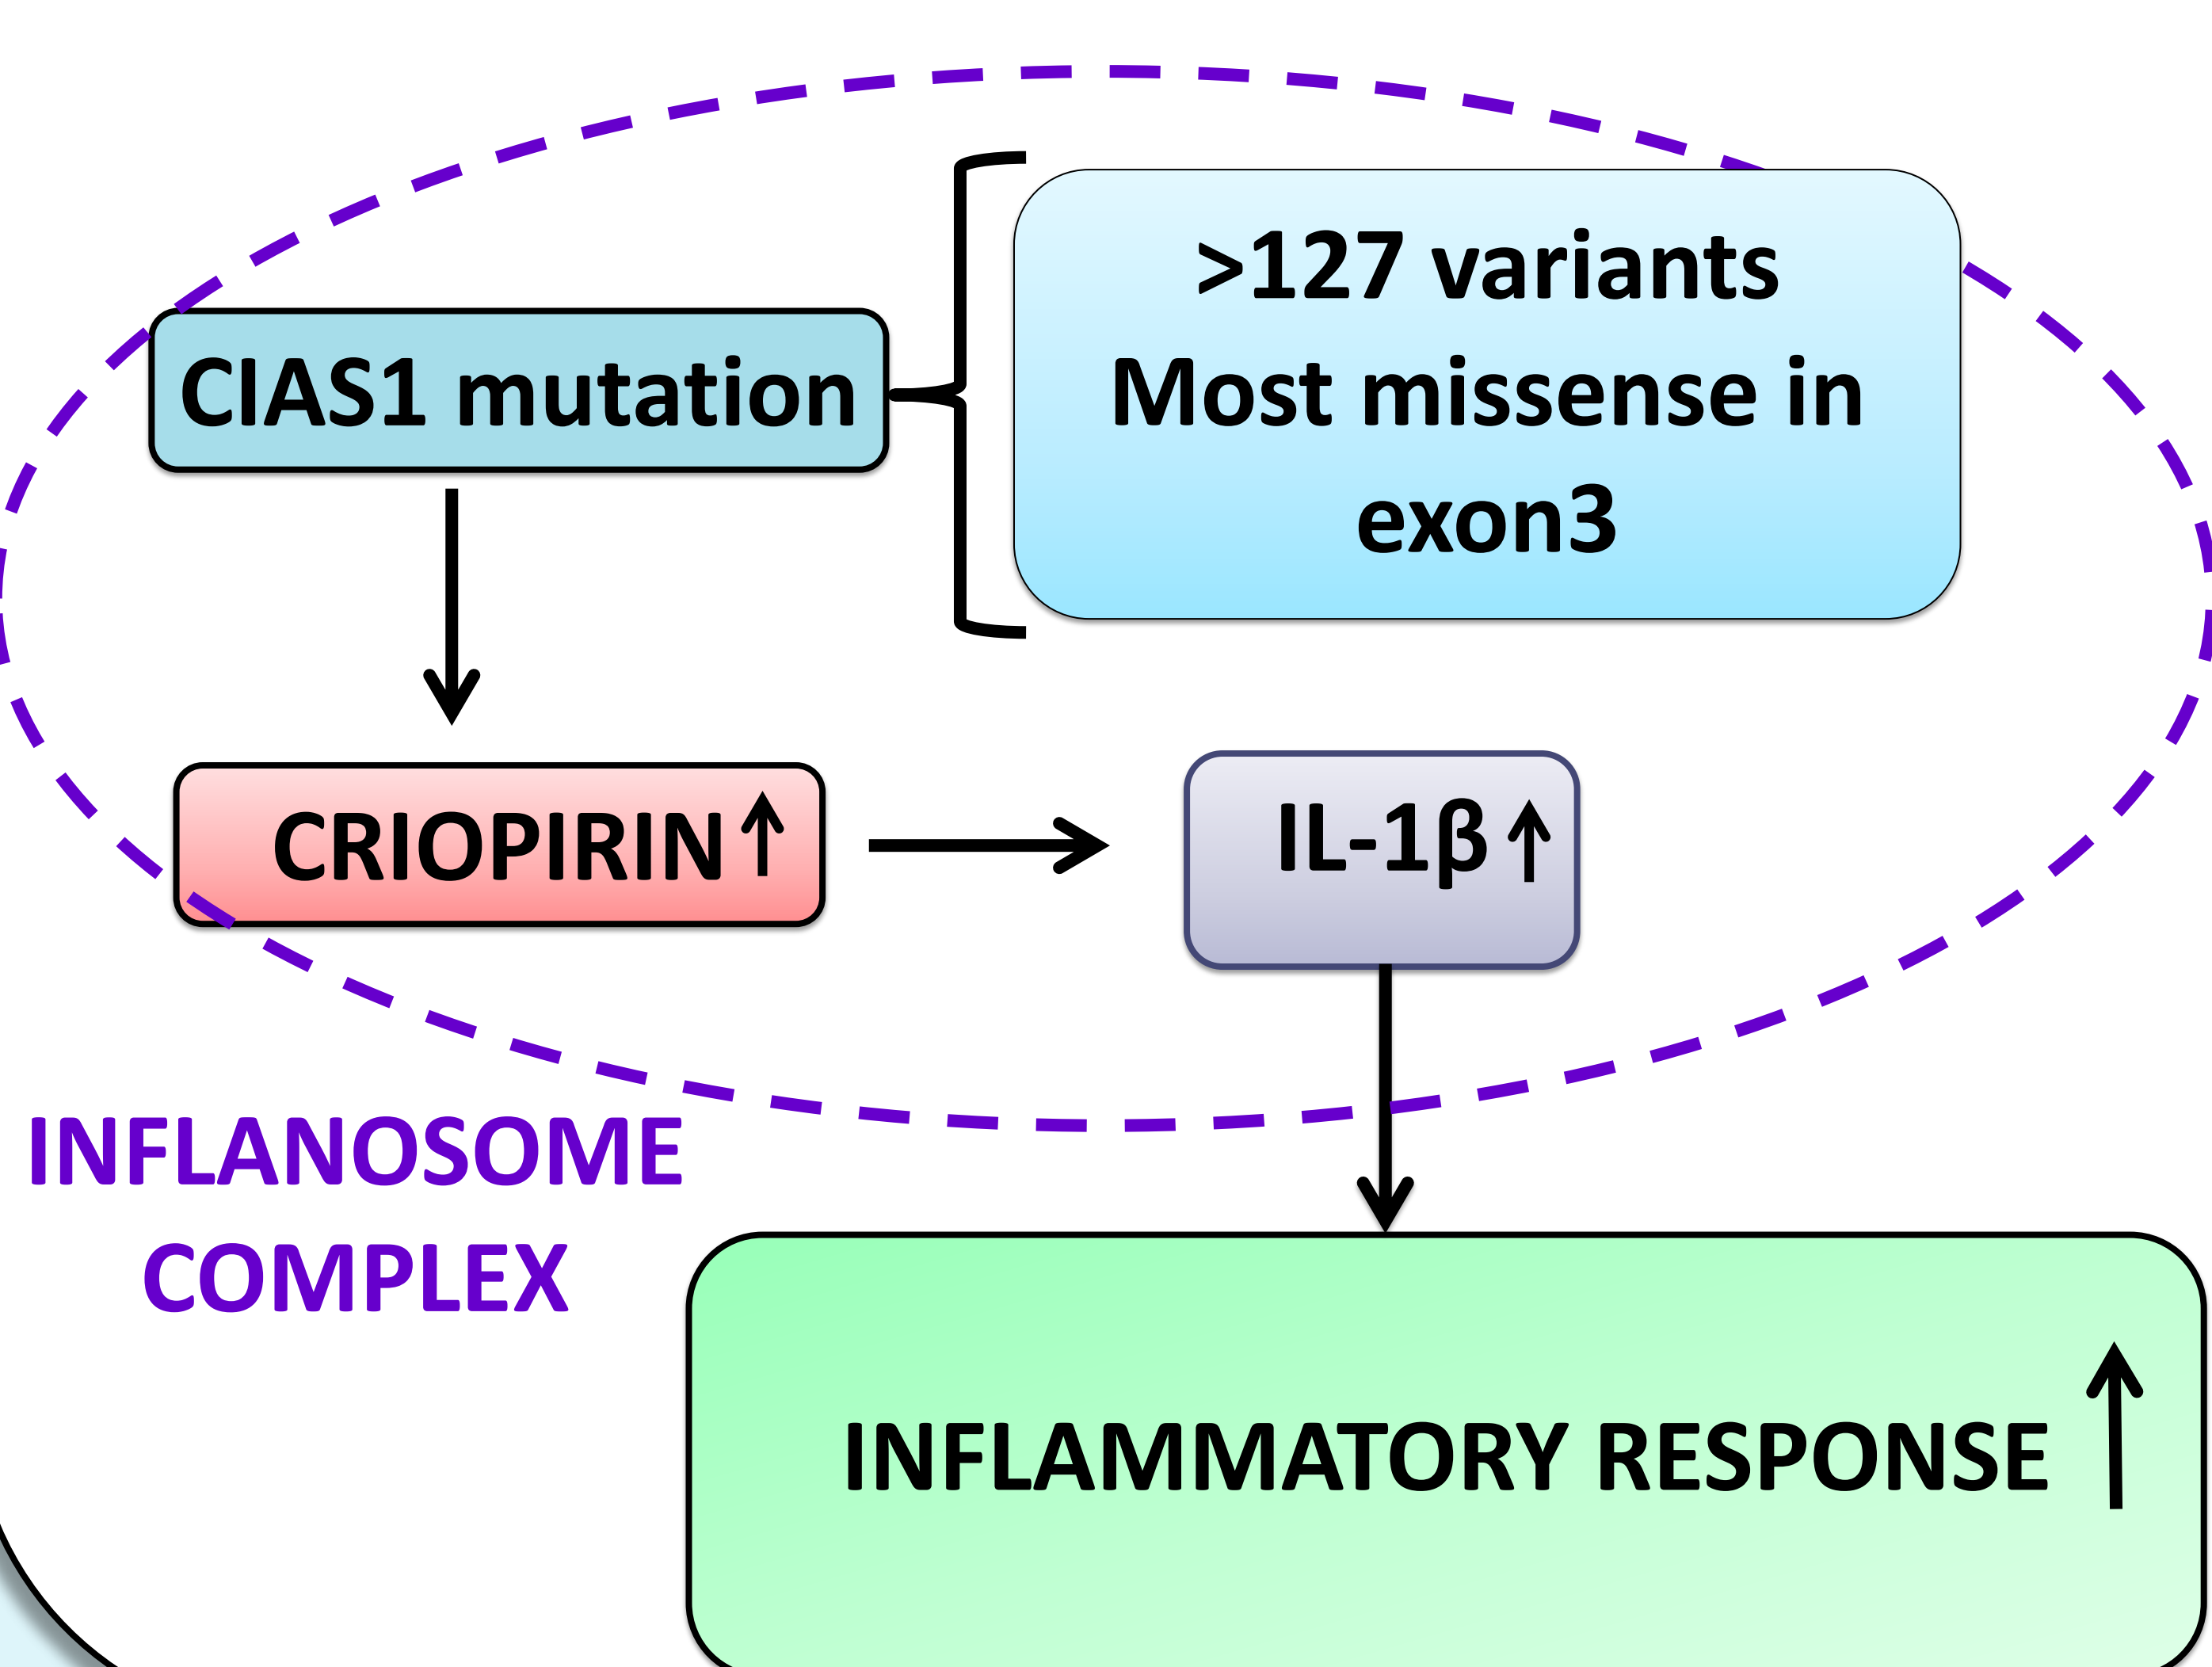 >127 variants
CIAS1 mutation
Most missense in
exon3
CRIOPIRIN
IL-1β
INFLANOSOME
COMPLEX
INFLAMMATORY RESPONSE